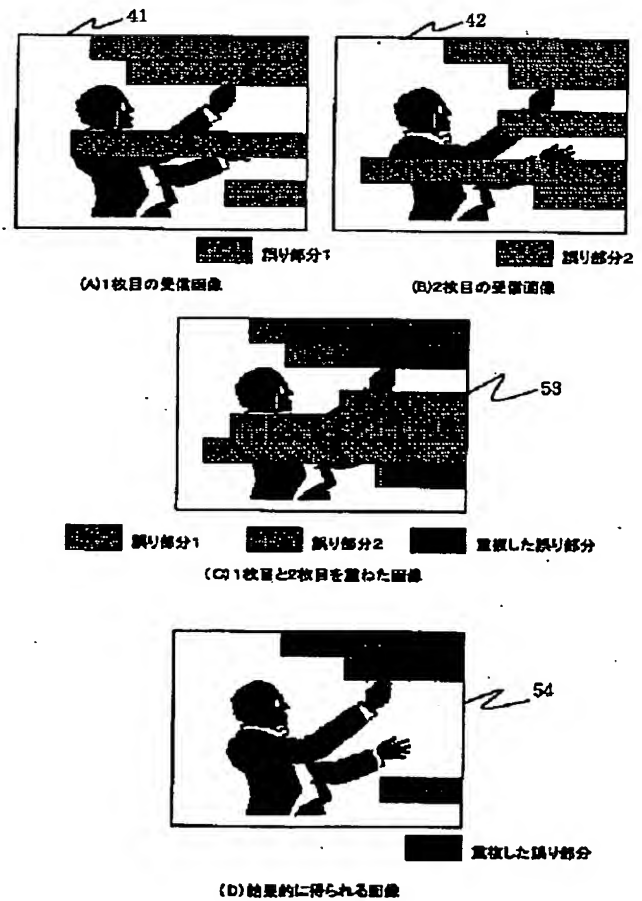 41
42
誤り部分1
誤り部分2
(A)1枚目の受信画像
(B)2枚目の受信画像
53
誤り部分1 誤り部分2 重複した誤り部分
(C)1枚目と2枚目を重ねた画像
54
重複した誤り部分
(D)結果的に得られる画像